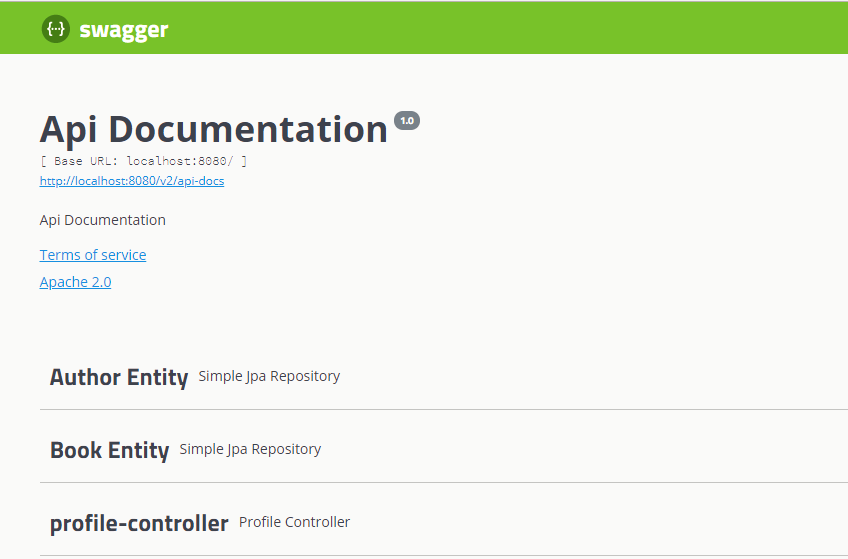 {···} swagger
Api Documentation 1.0
[ Base URL: localhost:8080/ ]
http://localhost:8080/v2/api-docs
Api Documentation
Terms of service
Apache 2.0
Author Entity Simple Jpa Repository
Book Entity Simple Jpa Repository
profile-controller Profile Controller